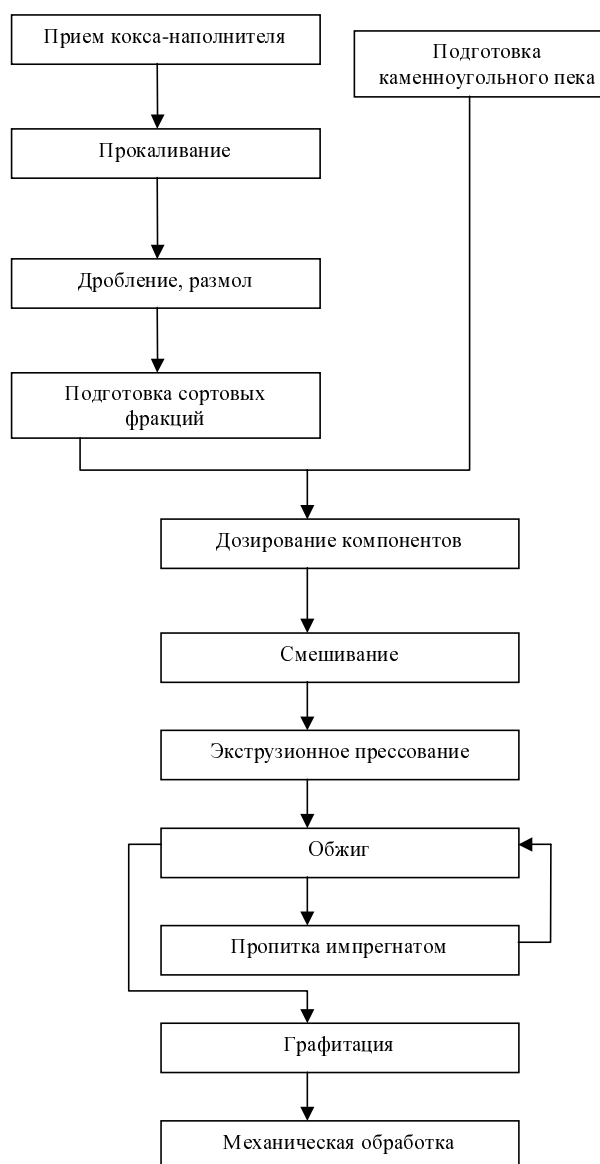 Прием кокса-наполнителя
Подготовка
каменноугольного пека
Прокаливание
Дробление, размол
Подготовка сортовых
фракций
Дозирование компонентов
Смешивание
Экструзионное прессование
Обжиг
Пропитка импрегнатом
Графитация
Механическая обработка